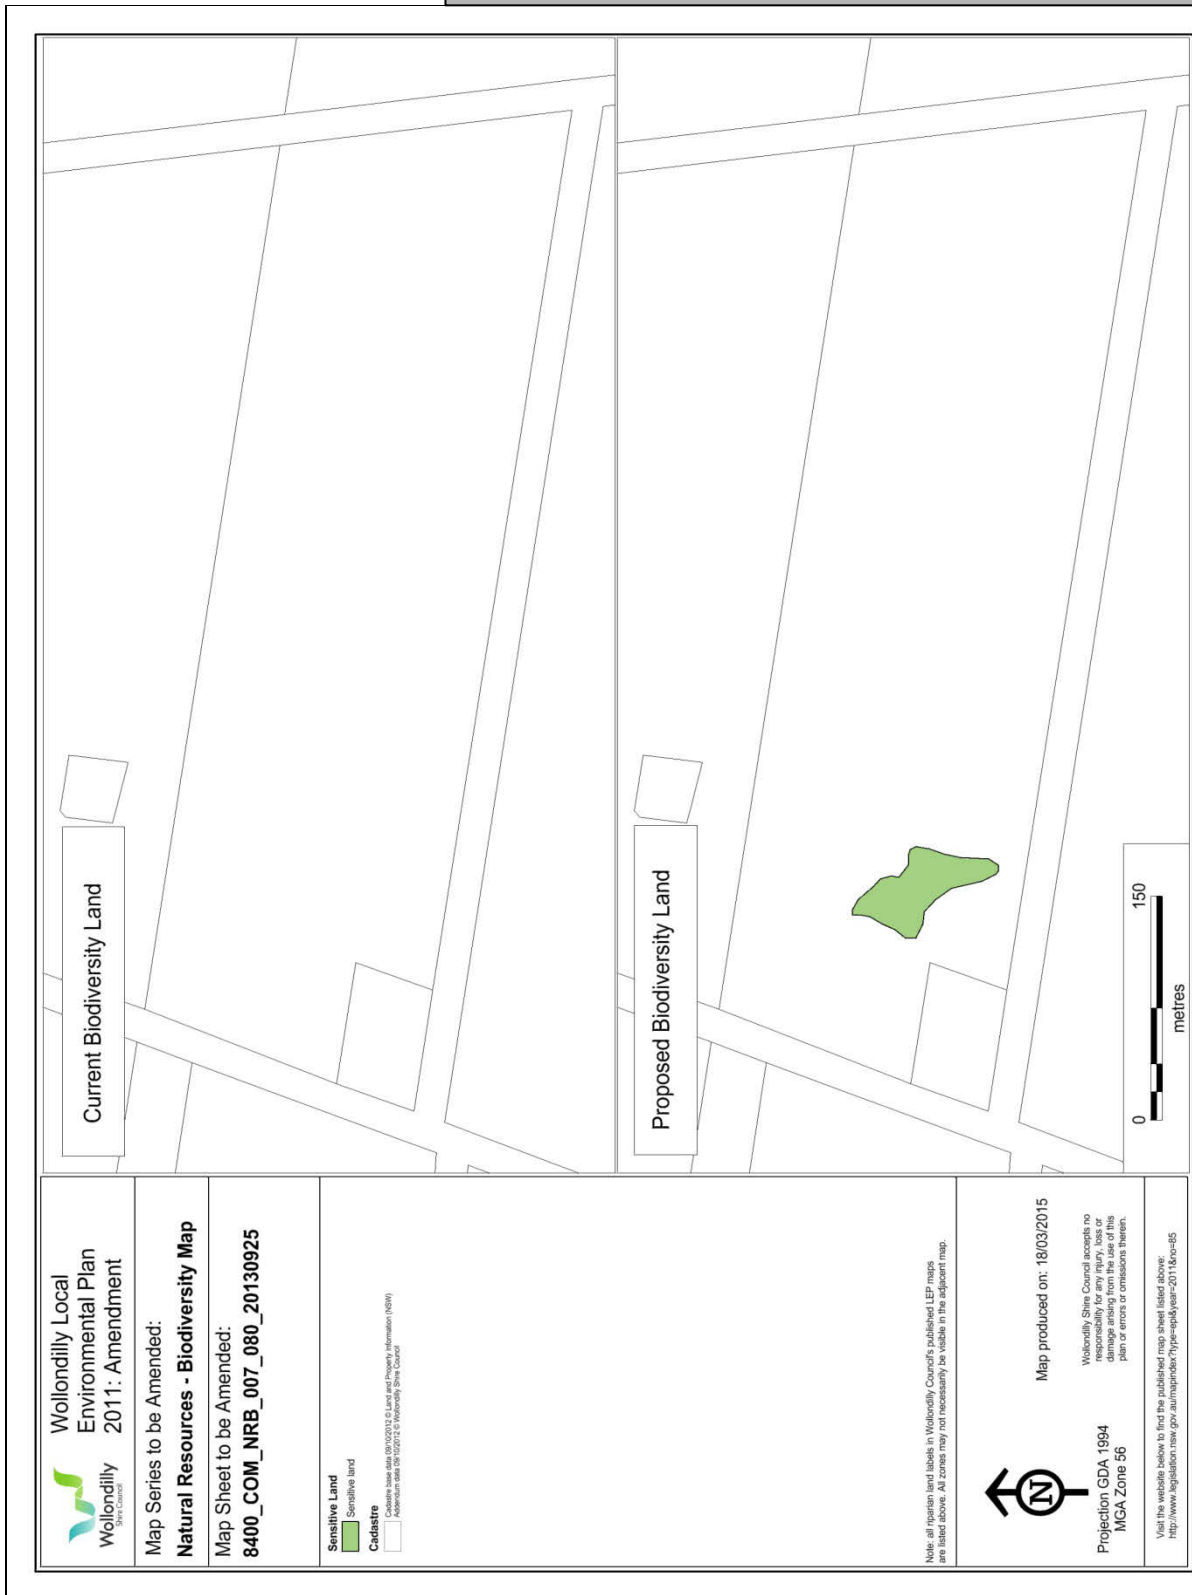 Wollondilly
Shire Council
Wollondilly Local
Environmental Plan
2011: Amendment
Map Series to be Amended:
Natural Resources - Biodiversity Map
Map Sheet to be Amended:
8400_COM_NRB_007_080_20130925
Sensitive Land
Sensitive land
Cadastre
Cadastre base data 09/10/2012 © Land and Property Information (NSW)
Addendum data 09/10/2012 © Wollondilly Shire Council
Note: all riparian land labels in Wollondilly Council's published LEP maps
are listed above. All zones may not necessarily be visible in the adjacent map.
N
Projection GDA 1994
MGA Zone 56
Map produced on: 18/03/2015
Wollondilly Shire Council accepts no
responsibility for any injury, loss or
damage arising from the use of this
plan or errors or omissions therein.
Visit the website below to find the published map sheet listed above:
http://www.legislation.nsw.gov.au/mapindex?type=epi&year=2011&no=85
Current Biodiversity Land
Proposed Biodiversity Land
0
150
metres